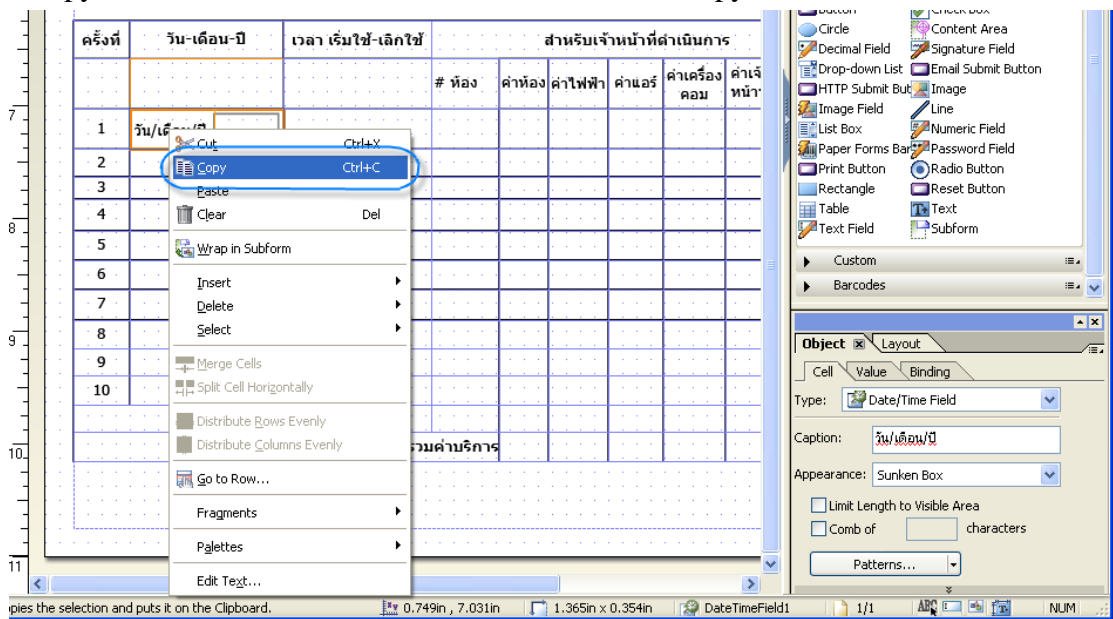 ครั้งที่ วัน-เดือน-ปี เวลา เริ่มใช้-เลิกใช้ สำหรับเจ้าหน้าที่ดำเนินการ
# ห้อง ค่าห้อง ค่าไฟฟ้า ค่าแอร์ ค่าเครื่อง
คอม
7
1
2
3
4
8
5
6
7
9
8
9
10
10
รวมค่าบริการ
11
Cut Ctrl+X
Copy Ctrl+C
Paste
Clear Del
Wrap in Subform
Insert
Delete
Select
Merge Cells
Split Cell Horizontally
Distribute Rows Evenly
Distribute Columns Evenly
Go to Row...
Fragments
Palettes
Edit Text...
Circle Content Area
Decimal Field Signature Field
Drop-down List Email Submit Button
HTTP Submit But Image
Image Field Line
List Box Numeric Field
Paper Forms Bar Password Field
Print Button Radio Button
Rectangle Reset Button
Table Text
Text Field Subform
Custom
Barcodes
Object Layout
Cell Value Binding
Type: Date/Time Field
Caption: วัน/เดือน/ปี
Appearance: Sunken Box
Limit Length to Visible Area
Comb of characters
Patterns...
opies the selection and puts it on the Clipboard. 0.749in , 7.031in 1.365in x 0.354in DateTimeField1 1/1 NUM